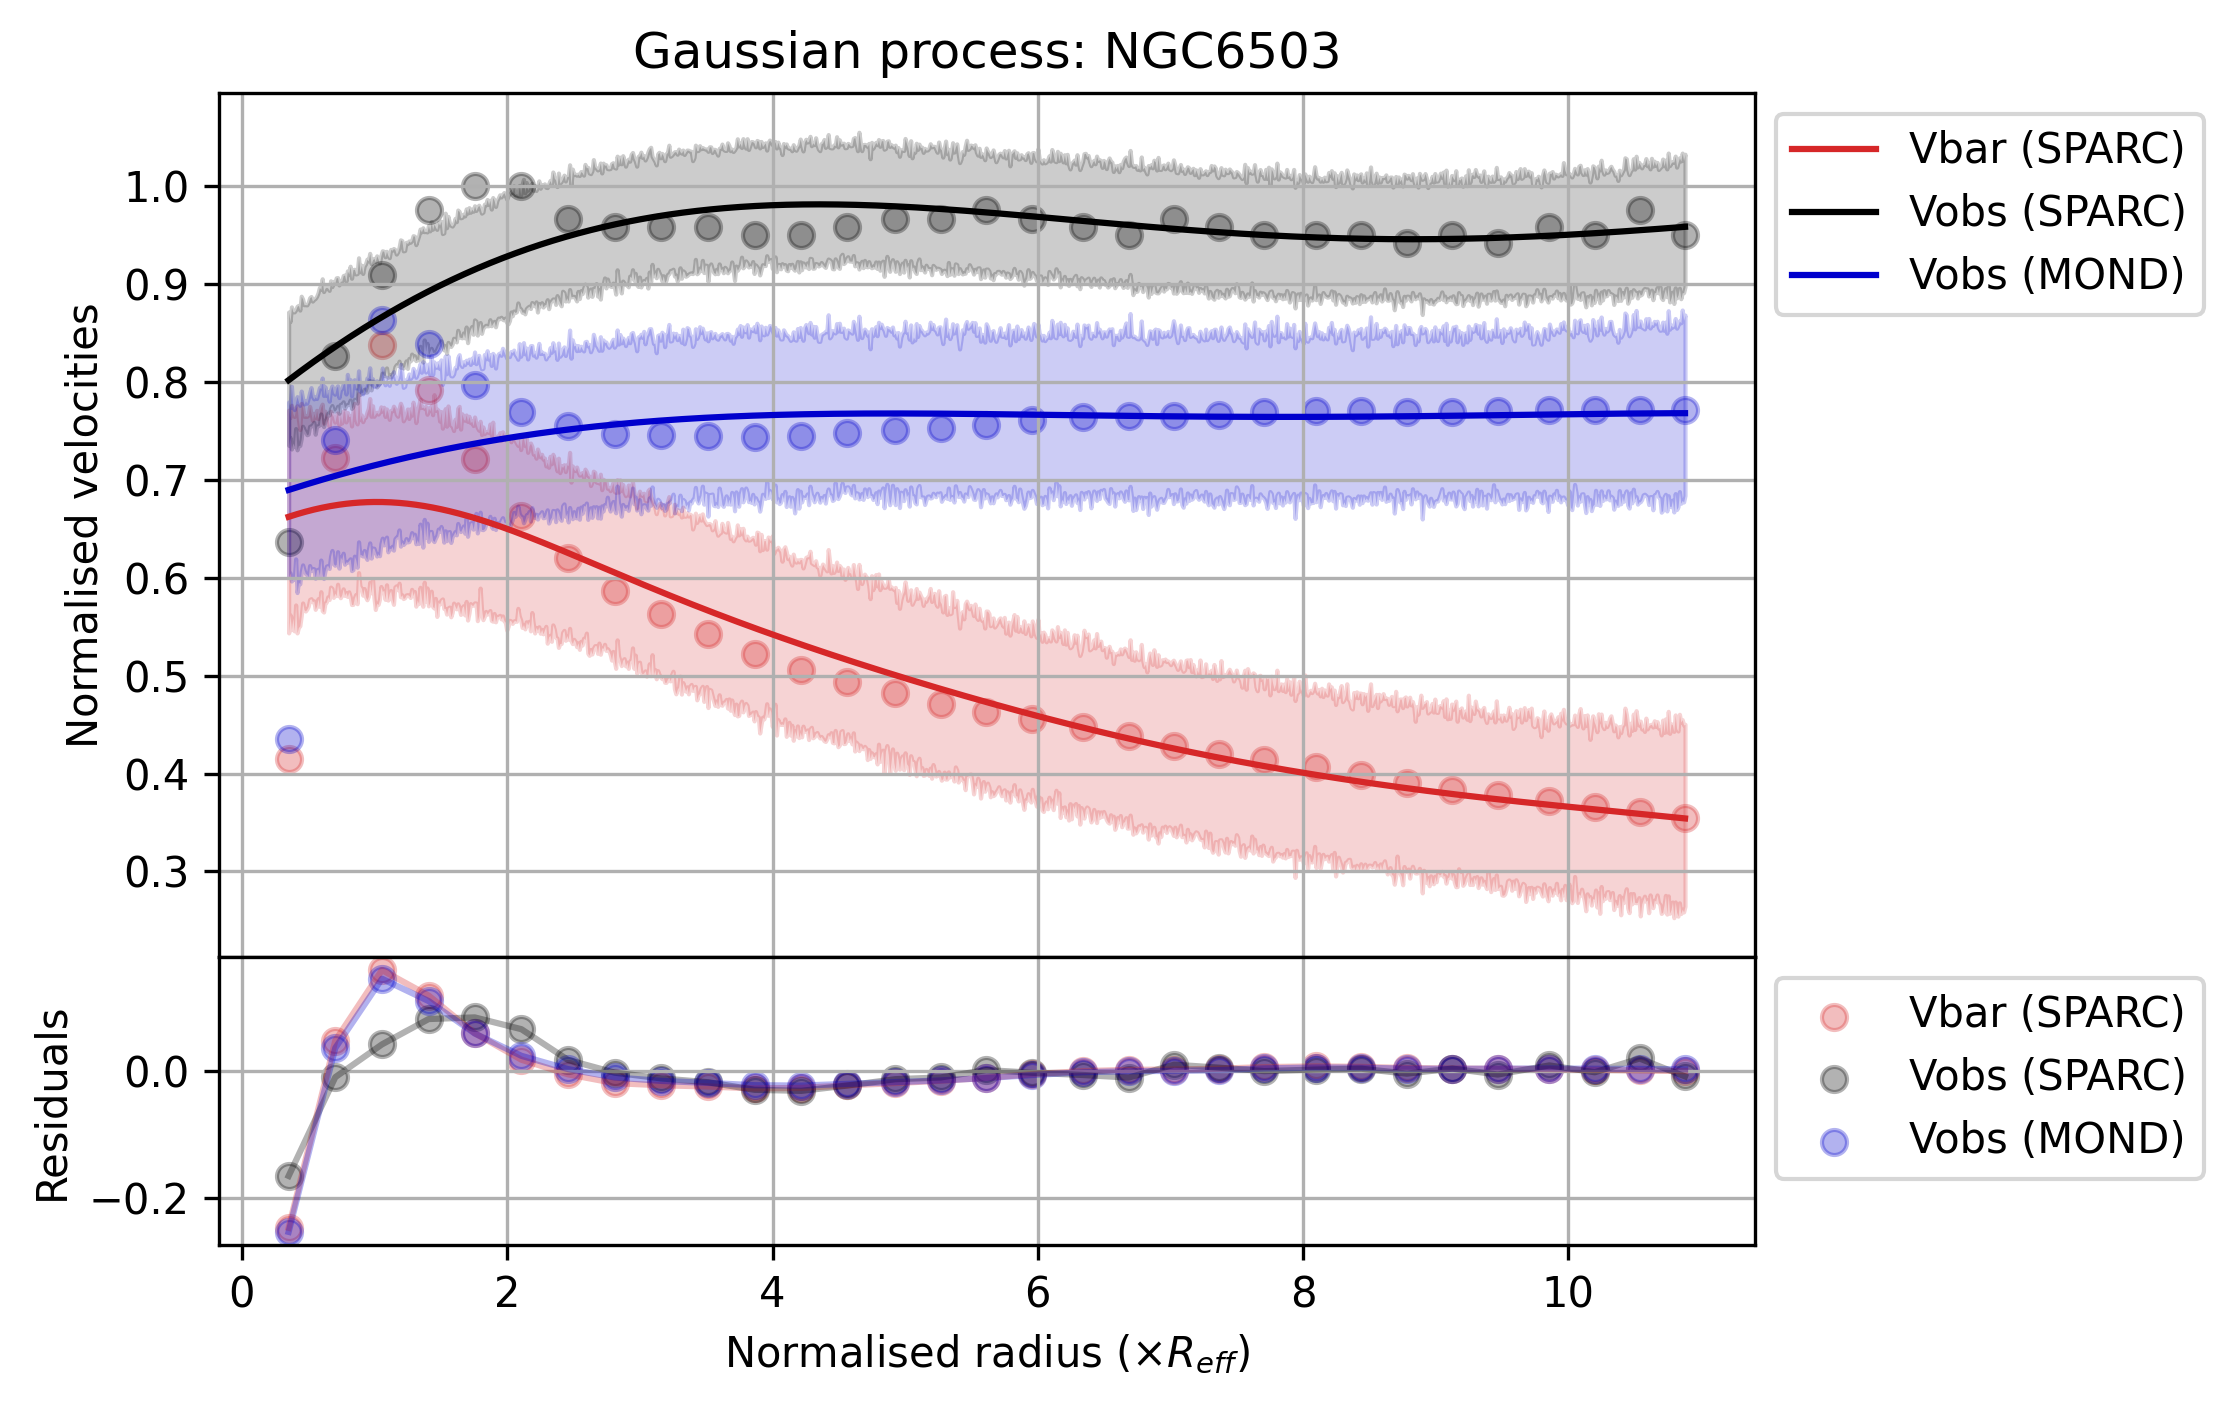 Gaussian process: NGC6503
Normalised velocities
1.0
0.9
0.8
0.7
0.6
0.5
0.4
0.3
Vbar (SPARC)
Vobs (SPARC)
Vobs (MOND)
Residuals
0.0
−0.2
Vbar (SPARC)
Vobs (SPARC)
Vobs (MOND)
0 2 4 6 8 10
Normalised radius (×R_eff)